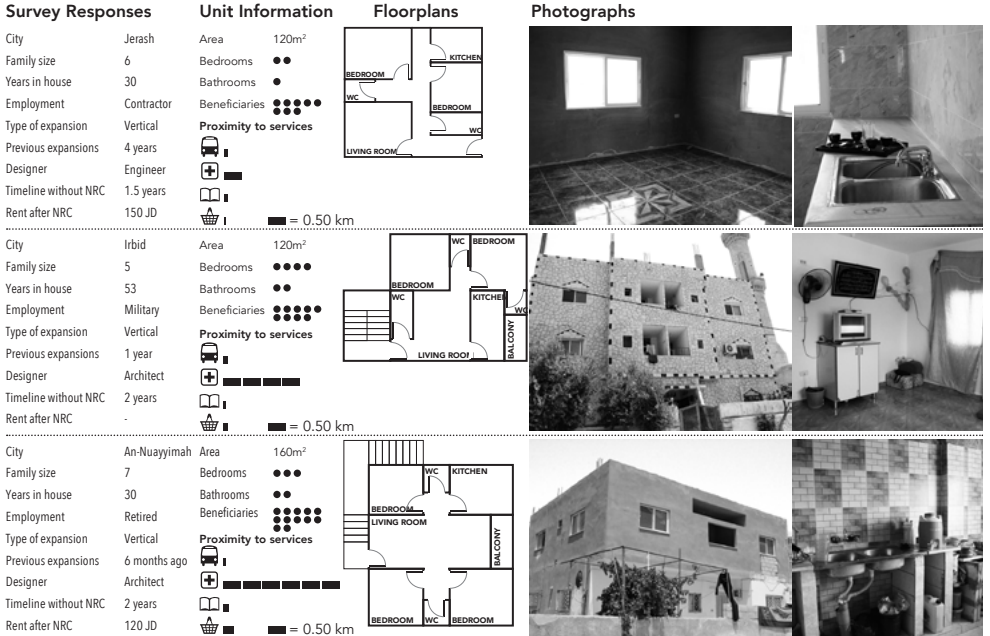 Survey Responses Unit Information Floorplans Photographs
City Jerash Area 120m²
Family size 6 Bedrooms
Years in house 30 Bathrooms
Employment Contractor Beneficiaries
Type of expansion Vertical Proximity to services
Previous expansions 4 years
Designer Engineer
Timeline without NRC 1.5 years
Rent after NRC 150 JD = 0.50 km
KITCHEN
BEDROOM
WC
BEDROOM
WC
LIVING ROOM
City Irbid Area 120m²
Family size 5 Bedrooms
Years in house 53 Bathrooms
Employment Military Beneficiaries
Type of expansion Vertical Proximity to services
Previous expansions 1 year
Designer Architect
Timeline without NRC 2 years
Rent after NRC - = 0.50 km
WC BEDROOM
BEDROOM
WC KITCHEN
WC
BALCONY
LIVING ROOM
City An-Nuayyimah Area 160m²
Family size 7 Bedrooms
Years in house 30 Bathrooms
Employment Retired Beneficiaries
Type of expansion Vertical Proximity to services
Previous expansions 6 months ago
Designer Architect
Timeline without NRC 2 years
Rent after NRC 120 JD = 0.50 km
WC KITCHEN
BEDROOM
LIVING ROOM
BALCONY
BEDROOM WC BEDROOM